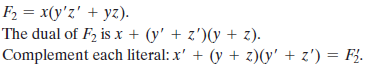 F₂ = x(y'z' + yz).
The dual of F₂ is x + (y' + z')(y + z).
Complement each literal: x' + (y + z)(y' + z') = F₂'.